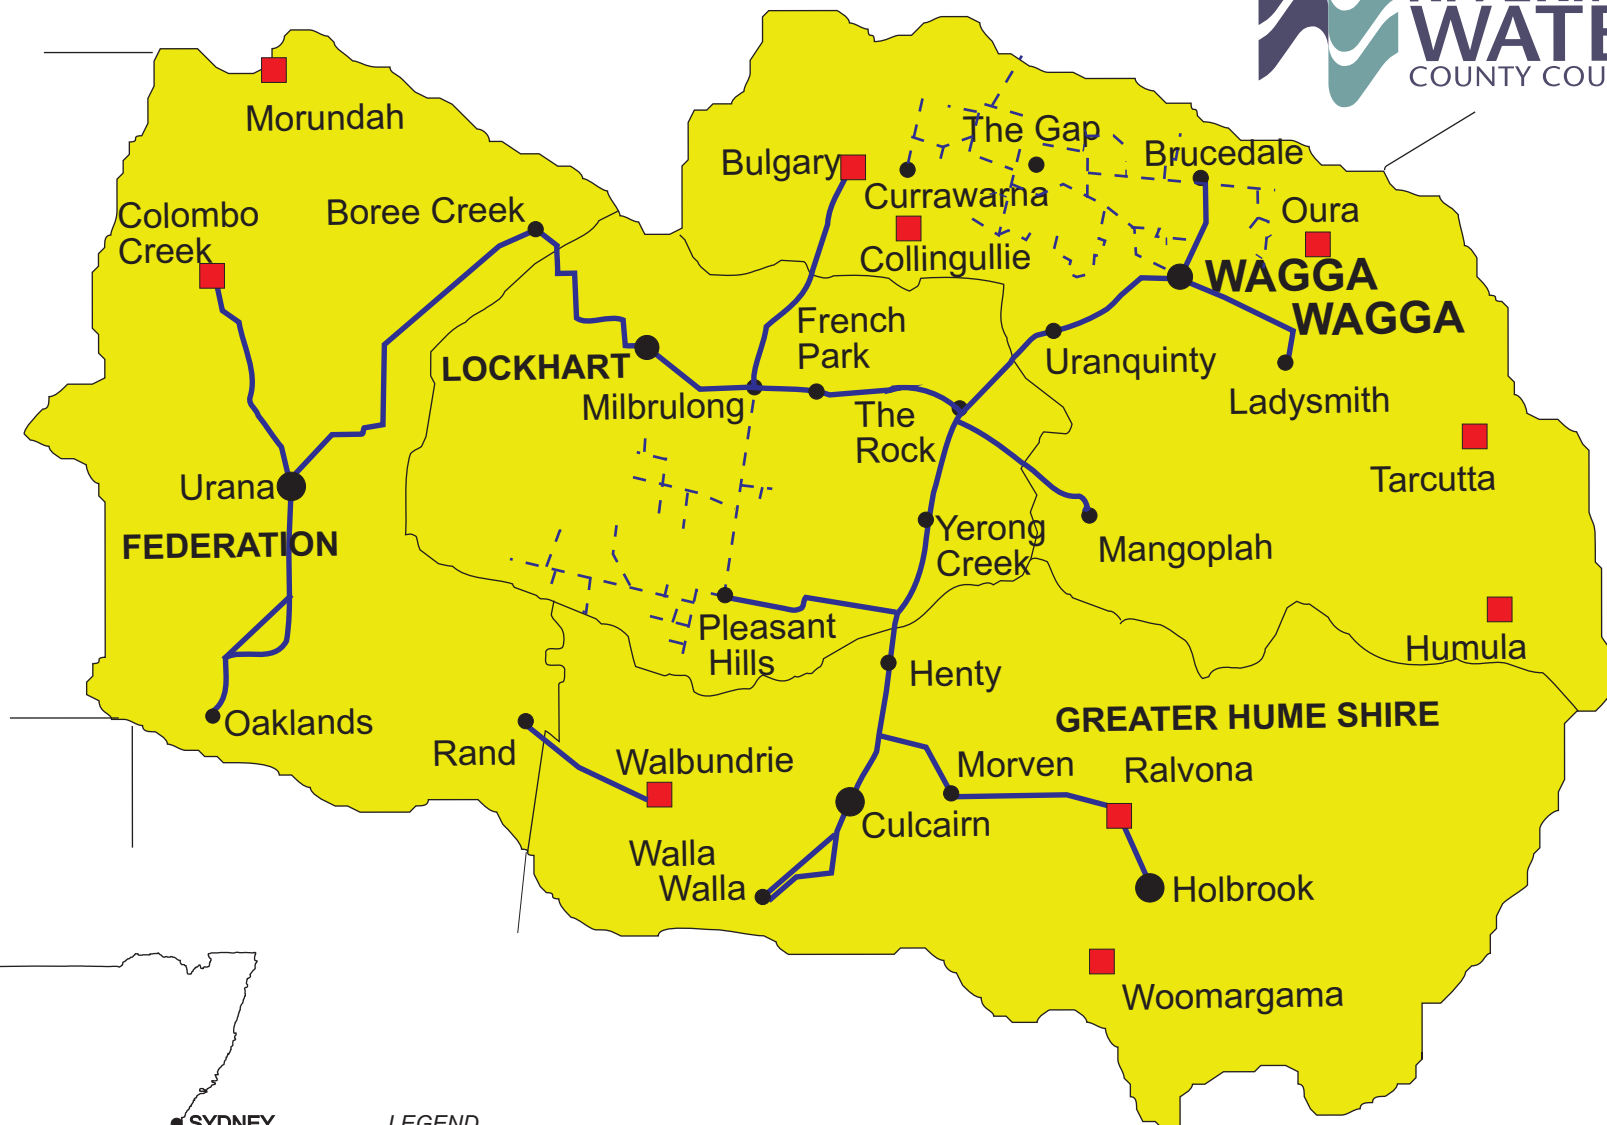 WATE
COUNTY COU
Morundah
The Gap
Bulgary
Brucedale
Currawarna
Colombo
Creek
Boree Creek
Oura
Collingullie
WAGGA
WAGGA
French
Park
LOCKHART
Uranquinty
Milbrulong
The
Rock
Ladysmith
Tarcutta
Urana
FEDERATION
Yerong
Creek
Mangoplah
Pleasant
Hills
Humula
Henty
GREATER HUME SHIRE
Oaklands
Rand
Walbundrie
Morven
Ralvona
Culcairn
Walla
Walla
Holbrook
Woomargama
SYDNEY
LEGEND